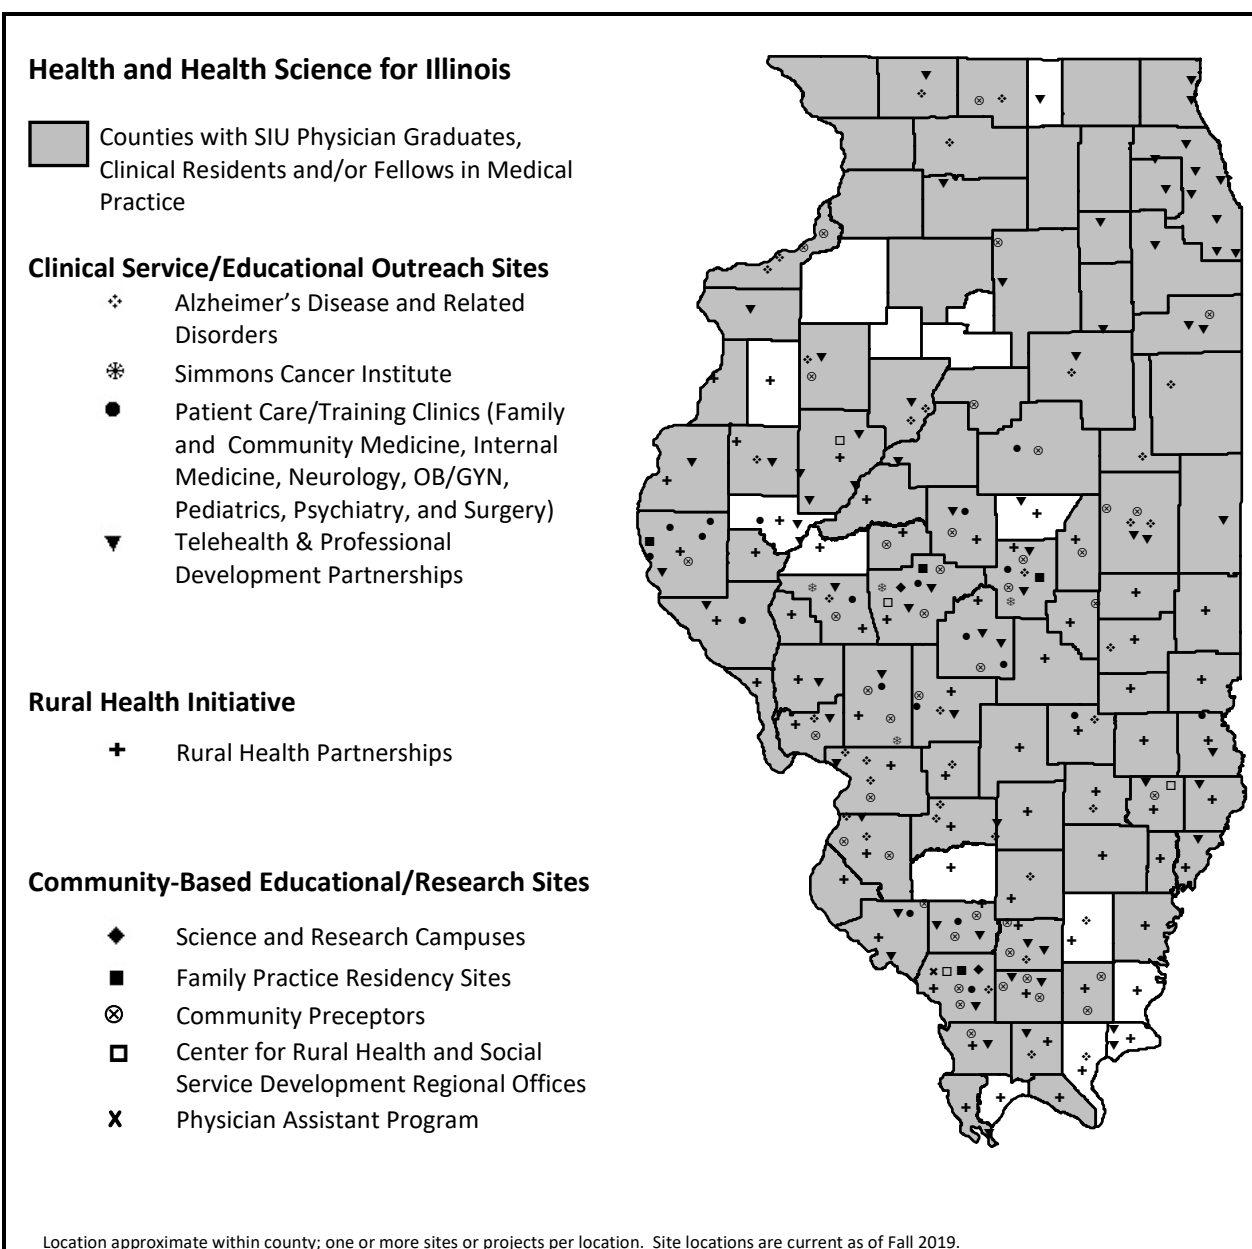 Health and Health Science for Illinois
Counties with SIU Physician Graduates,
Clinical Residents and/or Fellows in Medical
Practice
Clinical Service/Educational Outreach Sites
Alzheimer’s Disease and Related
Disorders
Simmons Cancer Institute
Patient Care/Training Clinics (Family
and Community Medicine, Internal
Medicine, Neurology, OB/GYN,
Pediatrics, Psychiatry, and Surgery)
Telehealth & Professional
Development Partnerships
Rural Health Initiative
Rural Health Partnerships
Community-Based Educational/Research Sites
Science and Research Campuses
Family Practice Residency Sites
Community Preceptors
Center for Rural Health and Social
Service Development Regional Offices
Physician Assistant Program
Location approximate within county; one or more sites or projects per location. Site locations are current as of Fall 2019.